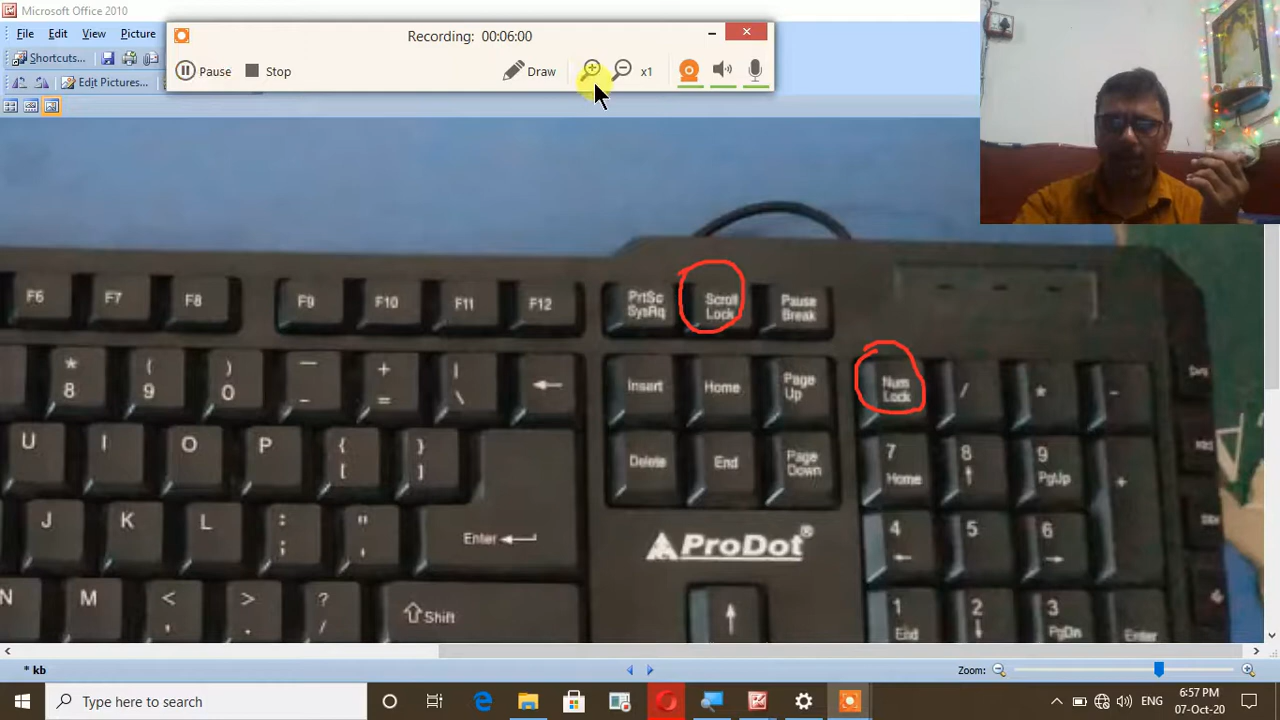 Microsoft Office 2010
File Edit View Picture
Shortcuts...
Edit Pictures...
Recording: 00:06:00
Pause Stop Draw x1
F6 F7 F8 F9 F10 F11 F12 PrtSc SysRq Scroll Lock Pause Break
* 8 ( 9 ) 0 — - + = | \ Insert Home Page Up Num Lock / * -
U I O P { [ } ] Delete End Page Down 7 Home 8 9 PgUp +
J K L : ; " ' Enter ProDot® 4 5 6
N M < , > . ? / Shift 1 End 2 3 PgDn Enter
* kb Zoom:
Type here to search ENG 6:57 PM
07-Oct-20